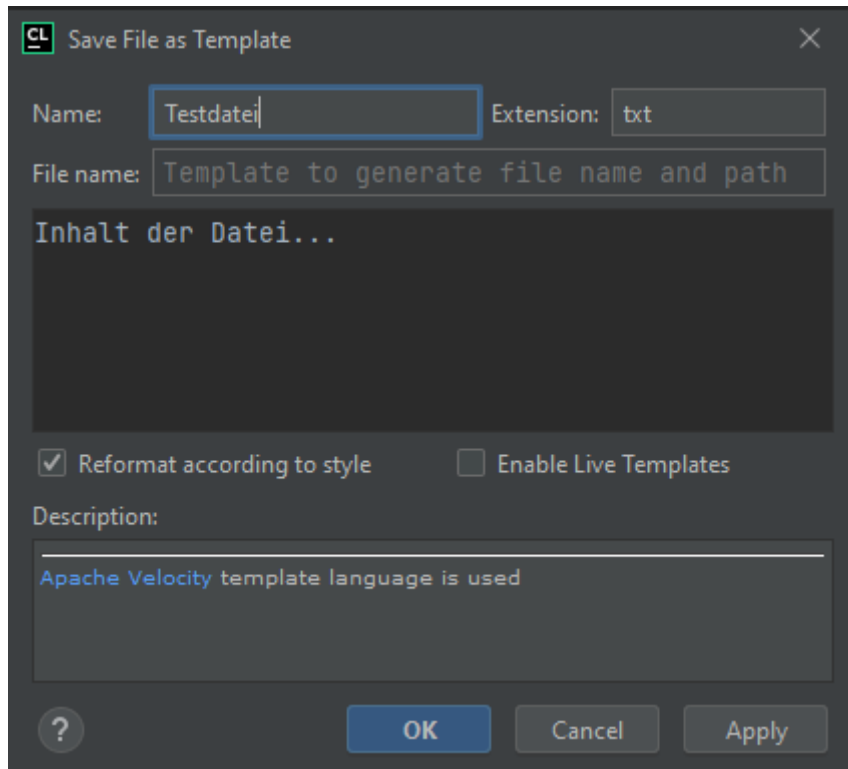 CL Save File as Template
Name: Testdatei Extension: txt
File name: Template to generate file name and path
Inhalt der Datei...
Reformat according to style Enable Live Templates
Description:
Apache Velocity template language is used
? OK Cancel Apply